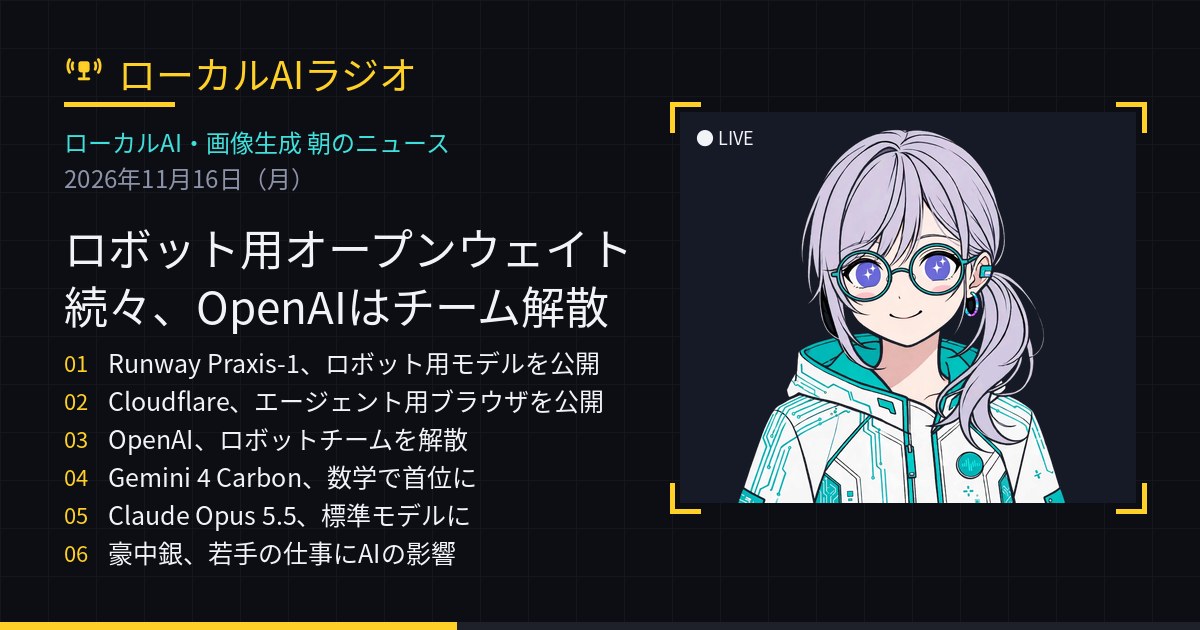 ローカルAIラジオ
ローカルAI・画像生成 朝のニュース
2026年11月16日（月）
ロボット用オープンウェイト
続々、OpenAIはチーム解散
01 Runway Praxis-1、ロボット用モデルを公開
02 Cloudflare、エージェント用ブラウザを公開
03 OpenAI、ロボットチームを解散
04 Gemini 4 Carbon、数学で首位に
05 Claude Opus 5.5、標準モデルに
06 豪中銀、若手の仕事にAIの影響
LIVE